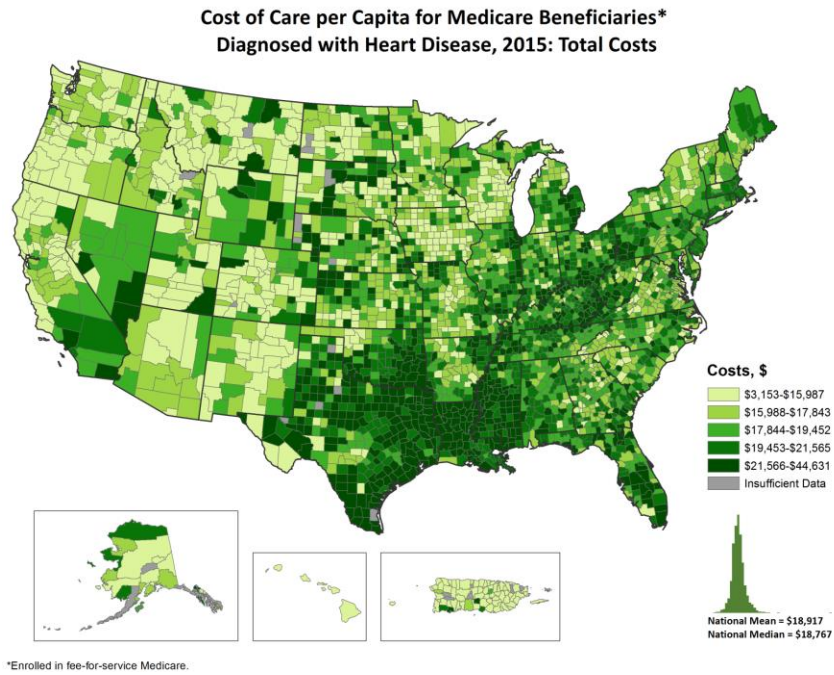 Cost of Care per Capita for Medicare Beneficiaries*
Diagnosed with Heart Disease, 2015: Total Costs
Costs, $
$3,153-$15,987
$15,988-$17,843
$17,844-$19,452
$19,453-$21,565
$21,566-$44,631
Insufficient Data
National Mean = $18,917
National Median = $18,767
*Enrolled in fee-for-service Medicare.